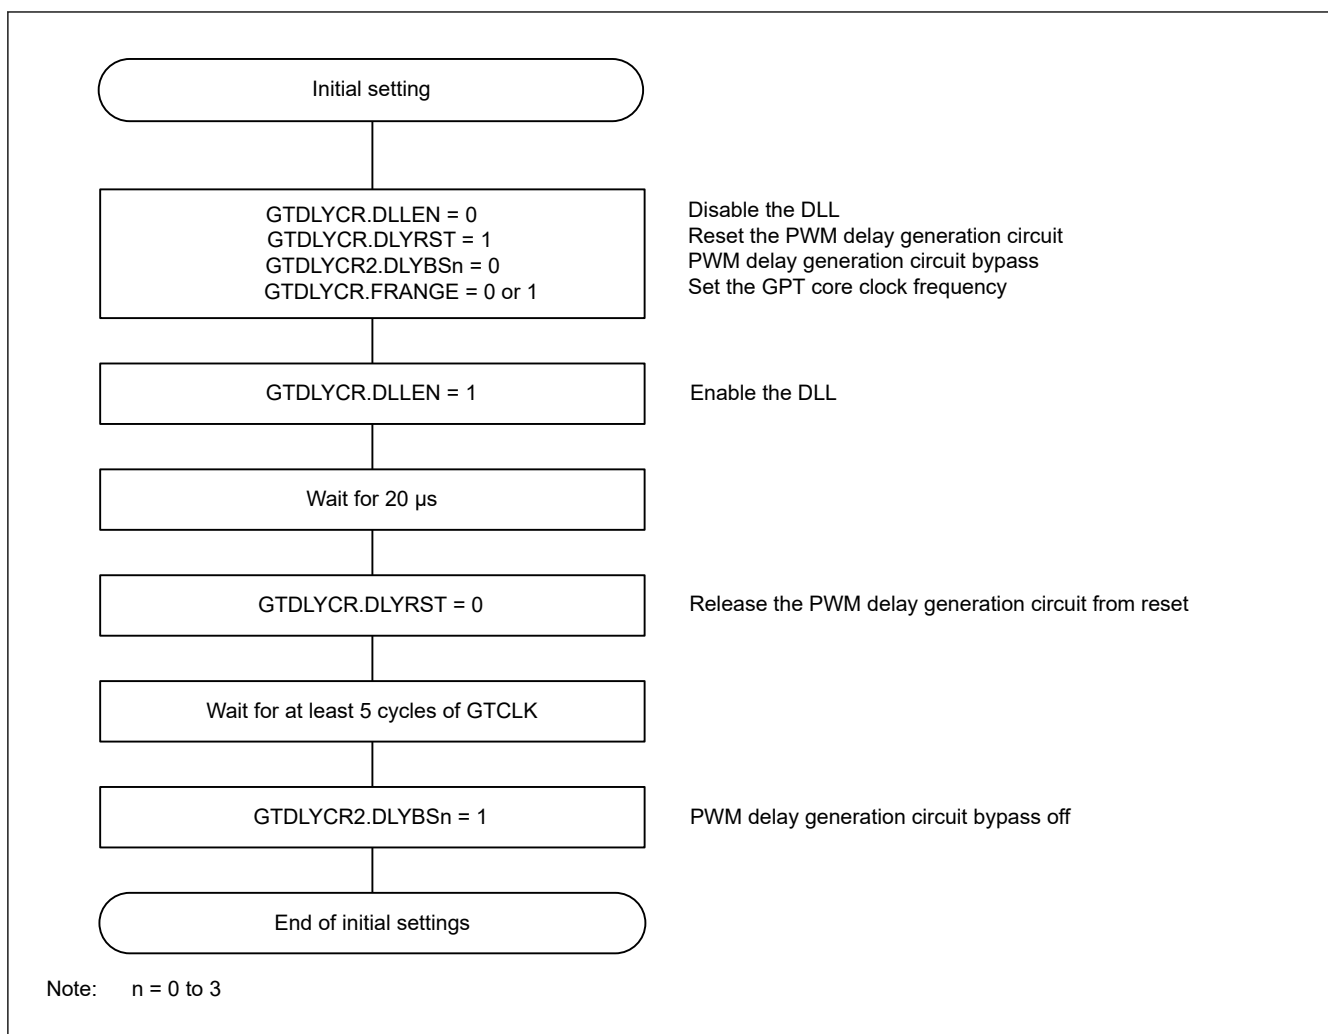 Initial setting
GTDLYCR.DLLEN = 0
GTDLYCR.DLYRST = 1
GTDLYCR2.DLYBSn = 0
GTDLYCR.FRANGE = 0 or 1
Disable the DLL
Reset the PWM delay generation circuit
PWM delay generation circuit bypass
Set the GPT core clock frequency
GTDLYCR.DLLEN = 1
Enable the DLL
Wait for 20 µs
GTDLYCR.DLYRST = 0
Release the PWM delay generation circuit from reset
Wait for at least 5 cycles of GTCLK
GTDLYCR2.DLYBSn = 1
PWM delay generation circuit bypass off
End of initial settings
Note: n = 0 to 3